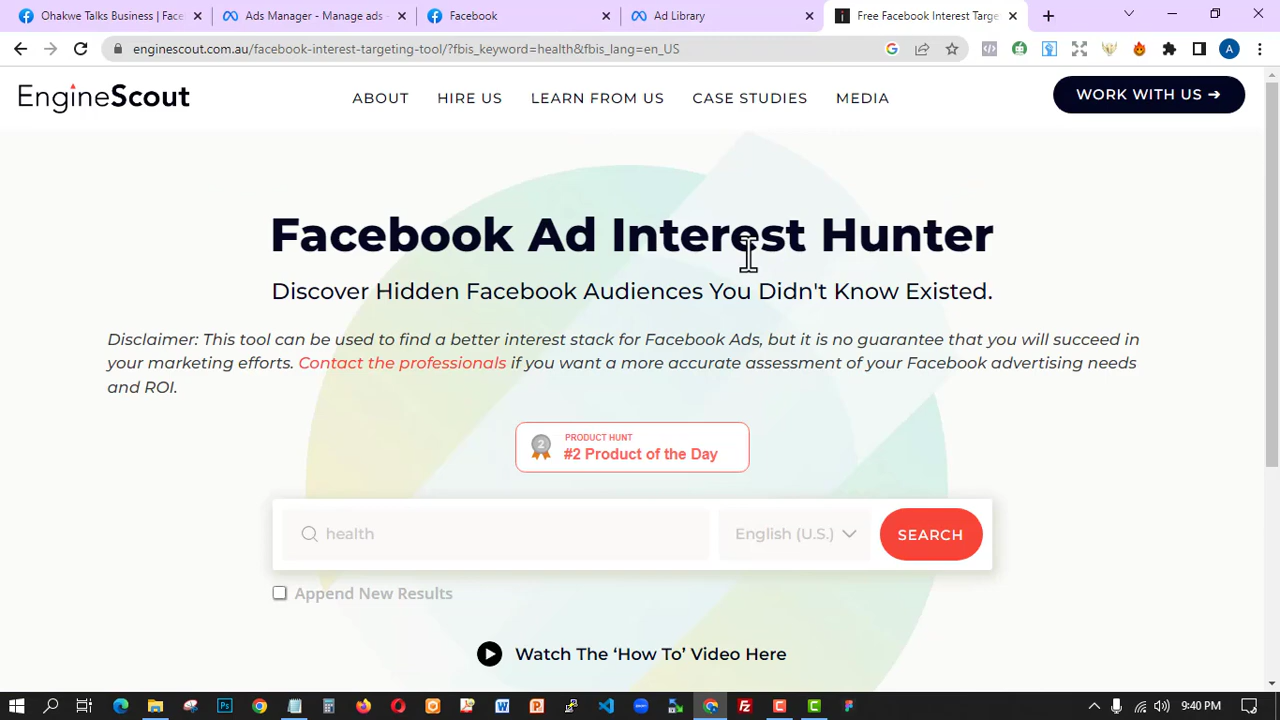 Ohakwe Talks Business | Face
Ads Manager - Manage ads -
Facebook
Ad Library
Free Facebook Interest Targe
enginescout.com.au/facebook-interest-targeting-tool/?fbis_keyword=health&fbis_lang=en_US
A
EngineScout
ABOUT
HIRE US
LEARN FROM US
CASE STUDIES
MEDIA
WORK WITH US ➔
Facebook Ad Interest Hunter
Discover Hidden Facebook Audiences You Didn't Know Existed.
Disclaimer: This tool can be used to find a better interest stack for Facebook Ads, but it is no guarantee that you will succeed in
your marketing efforts. Contact the professionals if you want a more accurate assessment of your Facebook advertising needs
and ROI.
2
PRODUCT HUNT
#2 Product of the Day
health
English (U.S.)
SEARCH
Append New Results
Watch The ‘How To’ Video Here
9:40 PM